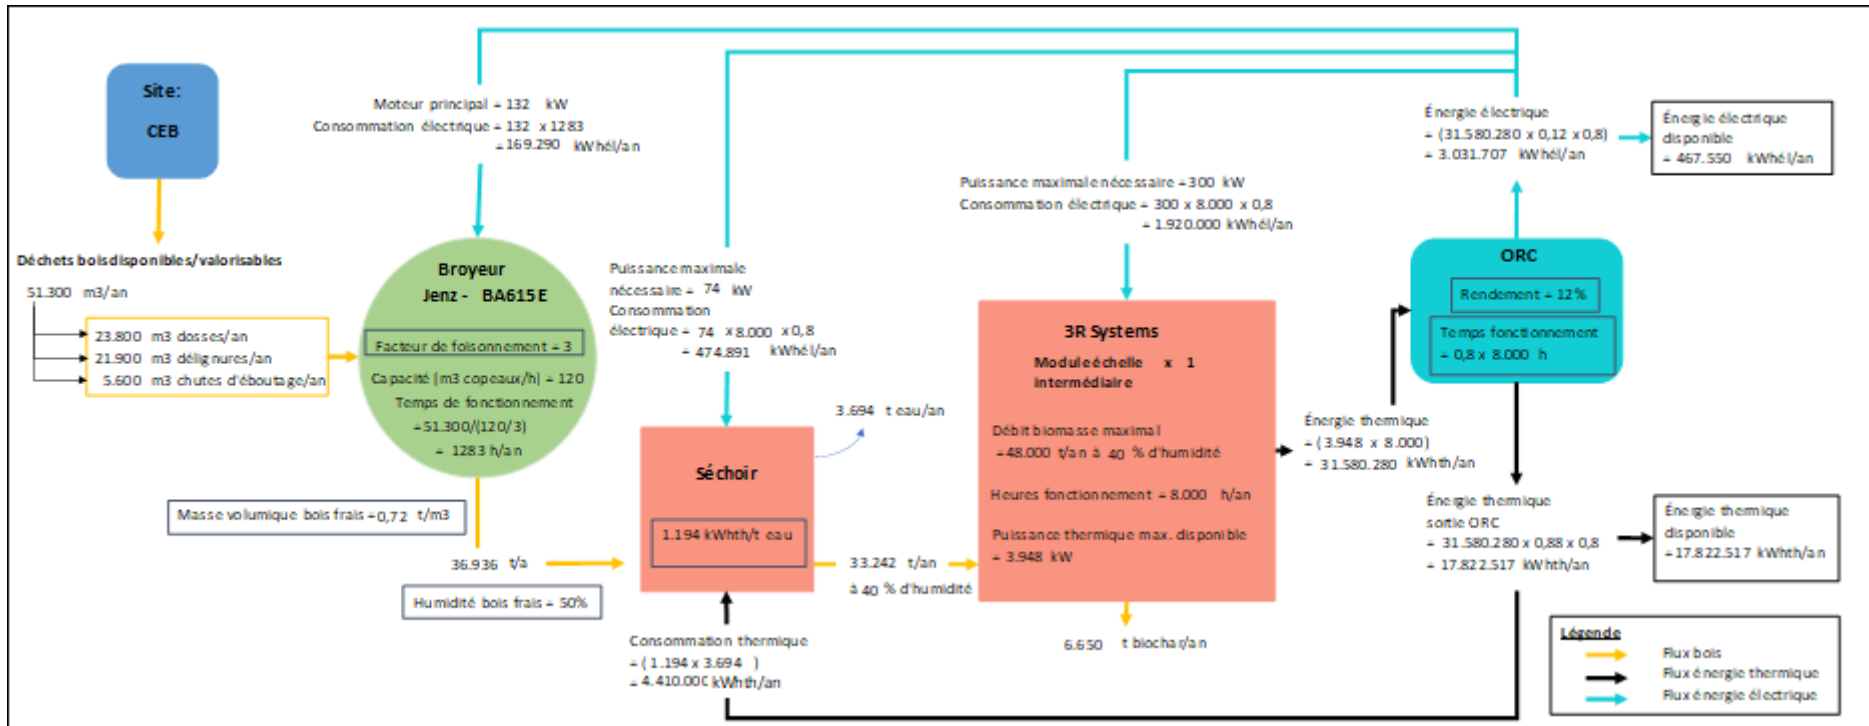 Site:
CEB
Déchets bois disponibles/valorisables
51.300 m3/an
23.800 m3 dosses/an
21.900 m3 délignures/an
5.600 m3 chutes d'éboutage/an
Moteur principal = 132 kW
Consommation électrique = 132 x 1283
=169.290 kWhél/an
Broyeur
Jenz - BA615E
Facteur de foisonnement = 3
Capacité (m3 copeaux/h) = 120
Temps de fonctionnement
=51.300/(120/3)
= 1283 h/an
Masse volumique bois frais =0,72 t/m3
36.936 t/a
Humidité bois frais = 50%
Puissance maximale
nécessaire = 74 kW
Consommation
électrique = 74 x 8.000 x 0,8
= 474.891 kWhél/an
3.694 t eau/an
Séchoir
1.194 kWhth/t eau
33.242 t/an
à 40 % d'humidité
Consommation thermique
= ( 1.194 x 3.694 )
= 4.410.000 kWhth/an
Puissance maximale nécessaire =300 kW
Consommation électrique = 300 x 8.000 x 0,8
= 1.920.000 kWhél/an
3R Systems
Module échelle x 1
intermédiaire
Débit biomasse maximal
=48.000 t/an à 40 % d'humidité
Heures fonctionnement = 8.000 h/an
Puissance thermique max. disponible
= 3.948 kW
6.650 t biochar/an
Énergie thermique
= (3.948 x 8.000)
= 31.580.280 kWhth/an
Énergie électrique
= (31.580.280 x 0,12 x 0,8)
= 3.031.707 kWhél/an
Énergie électrique
disponible
= 467.550 kWhél/an
ORC
Rendement = 12%
Temps fonctionnement
= 0,8 x 8.000 h
Énergie thermique
sortie ORC
= 31.580.280 x 0,88 x 0,8
= 17.822.517 kWhth/an
Énergie thermique
disponible
=17.822.517 kWhth/an
Légende
Flux bois
Flux énergie thermique
Flux énergie électrique